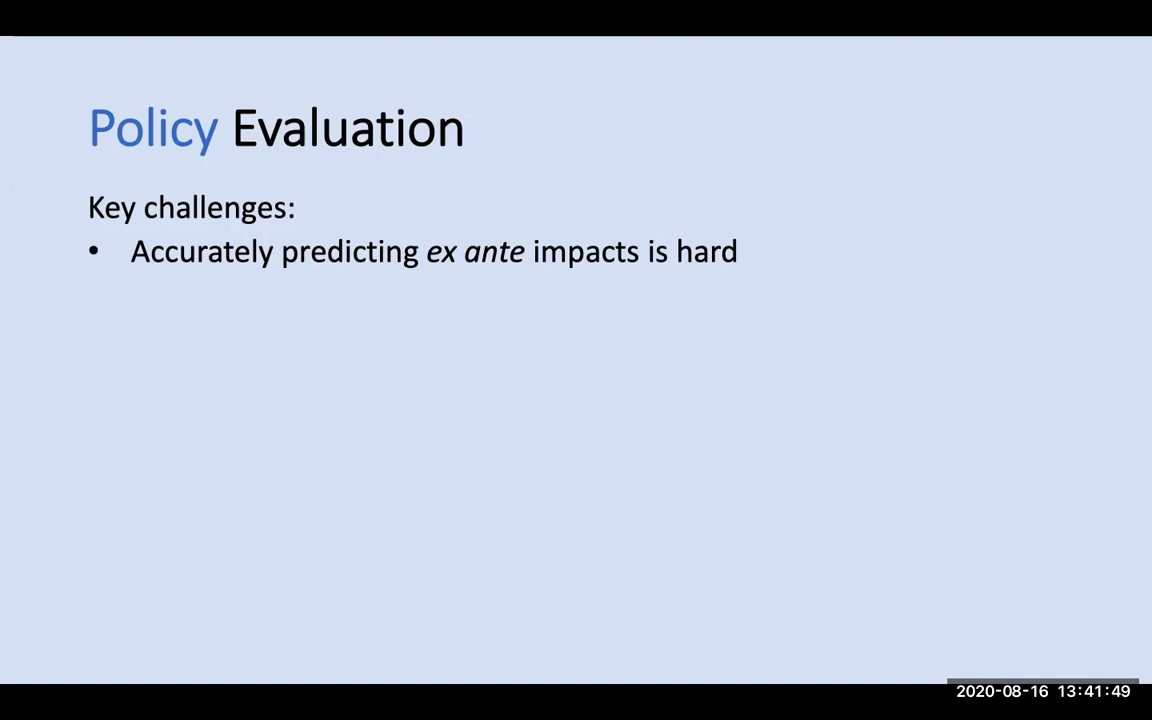 Policy Evaluation
Key challenges:
• Accurately predicting ex ante impacts is hard
2020-08-16 13:41:49